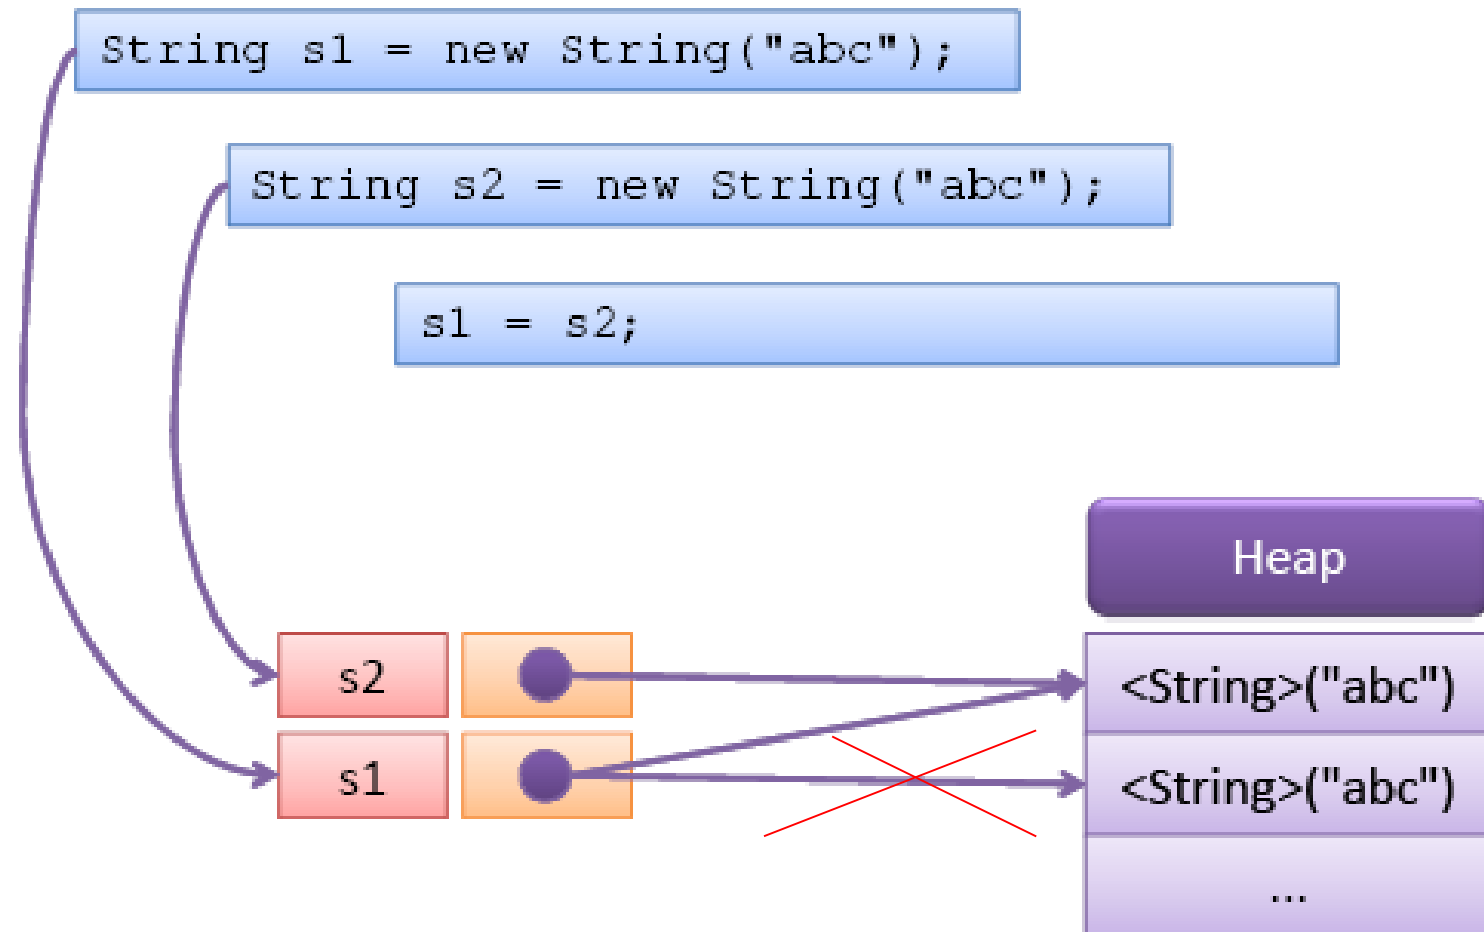 String s1 = new String("abc");
String s2 = new String("abc");
s1 = s2;
Heap
s2
<String>("abc")
s1
<String>("abc")
...